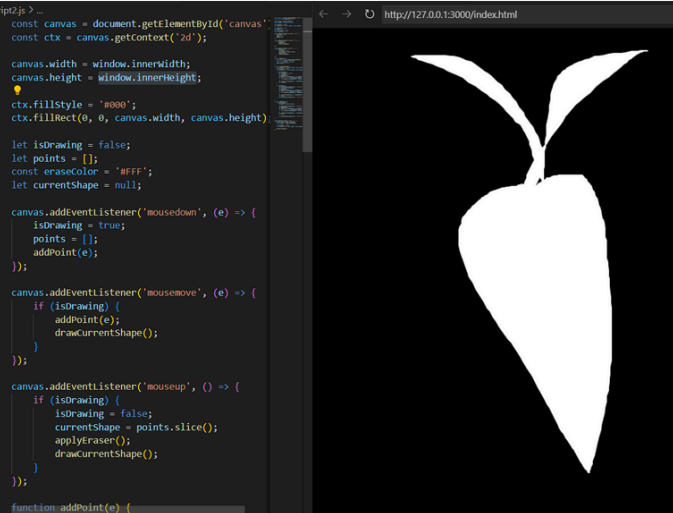 ript2.js > ...
http://127.0.0.1:3000/index.html
const canvas = document.getElementById('canvas'
const ctx = canvas.getContext('2d');
canvas.width = window.innerWidth;
canvas.height = window.innerHeight;
ctx.fillStyle = '#000';
ctx.fillRect(0, 0, canvas.width, canvas.height);
let isDrawing = false;
let points = [];
const eraseColor = '#FFF';
let currentShape = null;
canvas.addEventListener('mousedown', (e) => {
isDrawing = true;
points = [];
addPoint(e);
});
canvas.addEventListener('mousemove', (e) => {
if (isDrawing) {
addPoint(e);
drawCurrentShape();
}
});
canvas.addEventListener('mouseup', () => {
if (isDrawing) {
isDrawing = false;
currentShape = points.slice();
applyEraser();
drawCurrentShape();
}
});
function addPoint(e) {